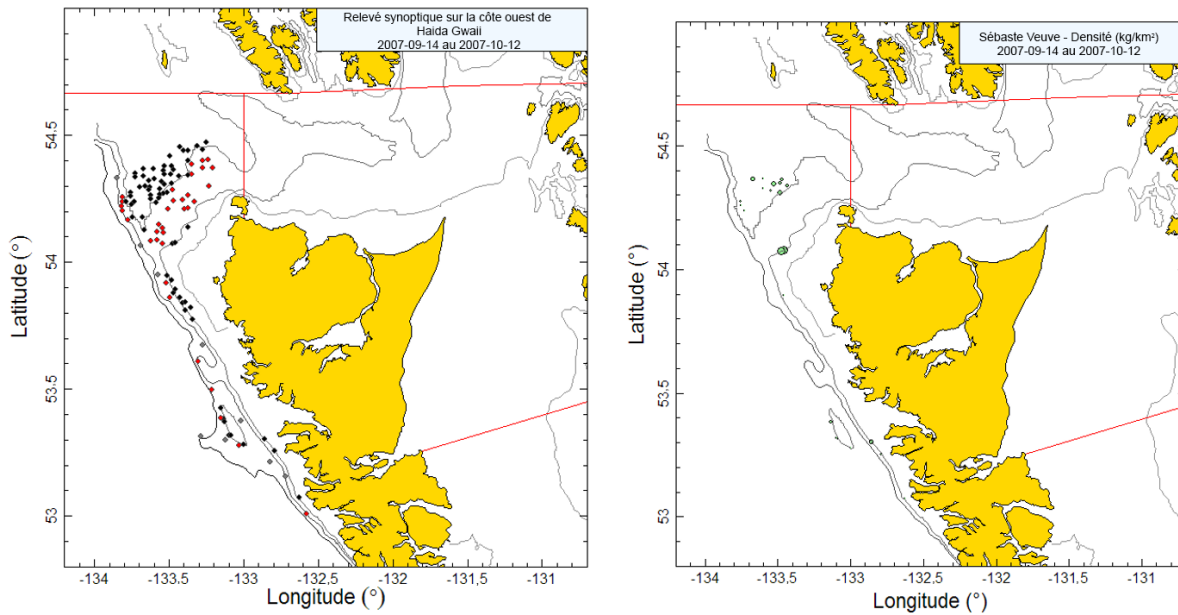 Relevé synoptique sur la côte ouest de
Haida Gwaii
2007-09-14 au 2007-10-12
54.5
54
53.5
53
Latitude (°)
-134
-133.5
-133
-132,5
-132
-131.5
-131
Longitude (°)
Sébaste Veuve - Densité (kg/km²)
2007-09-14 au 2007-10-12
54.5
54
53.5
53
Latitude (°)
-134
-133.5
-133
-132.5
-132
-131.5
-131
Longitude (°)